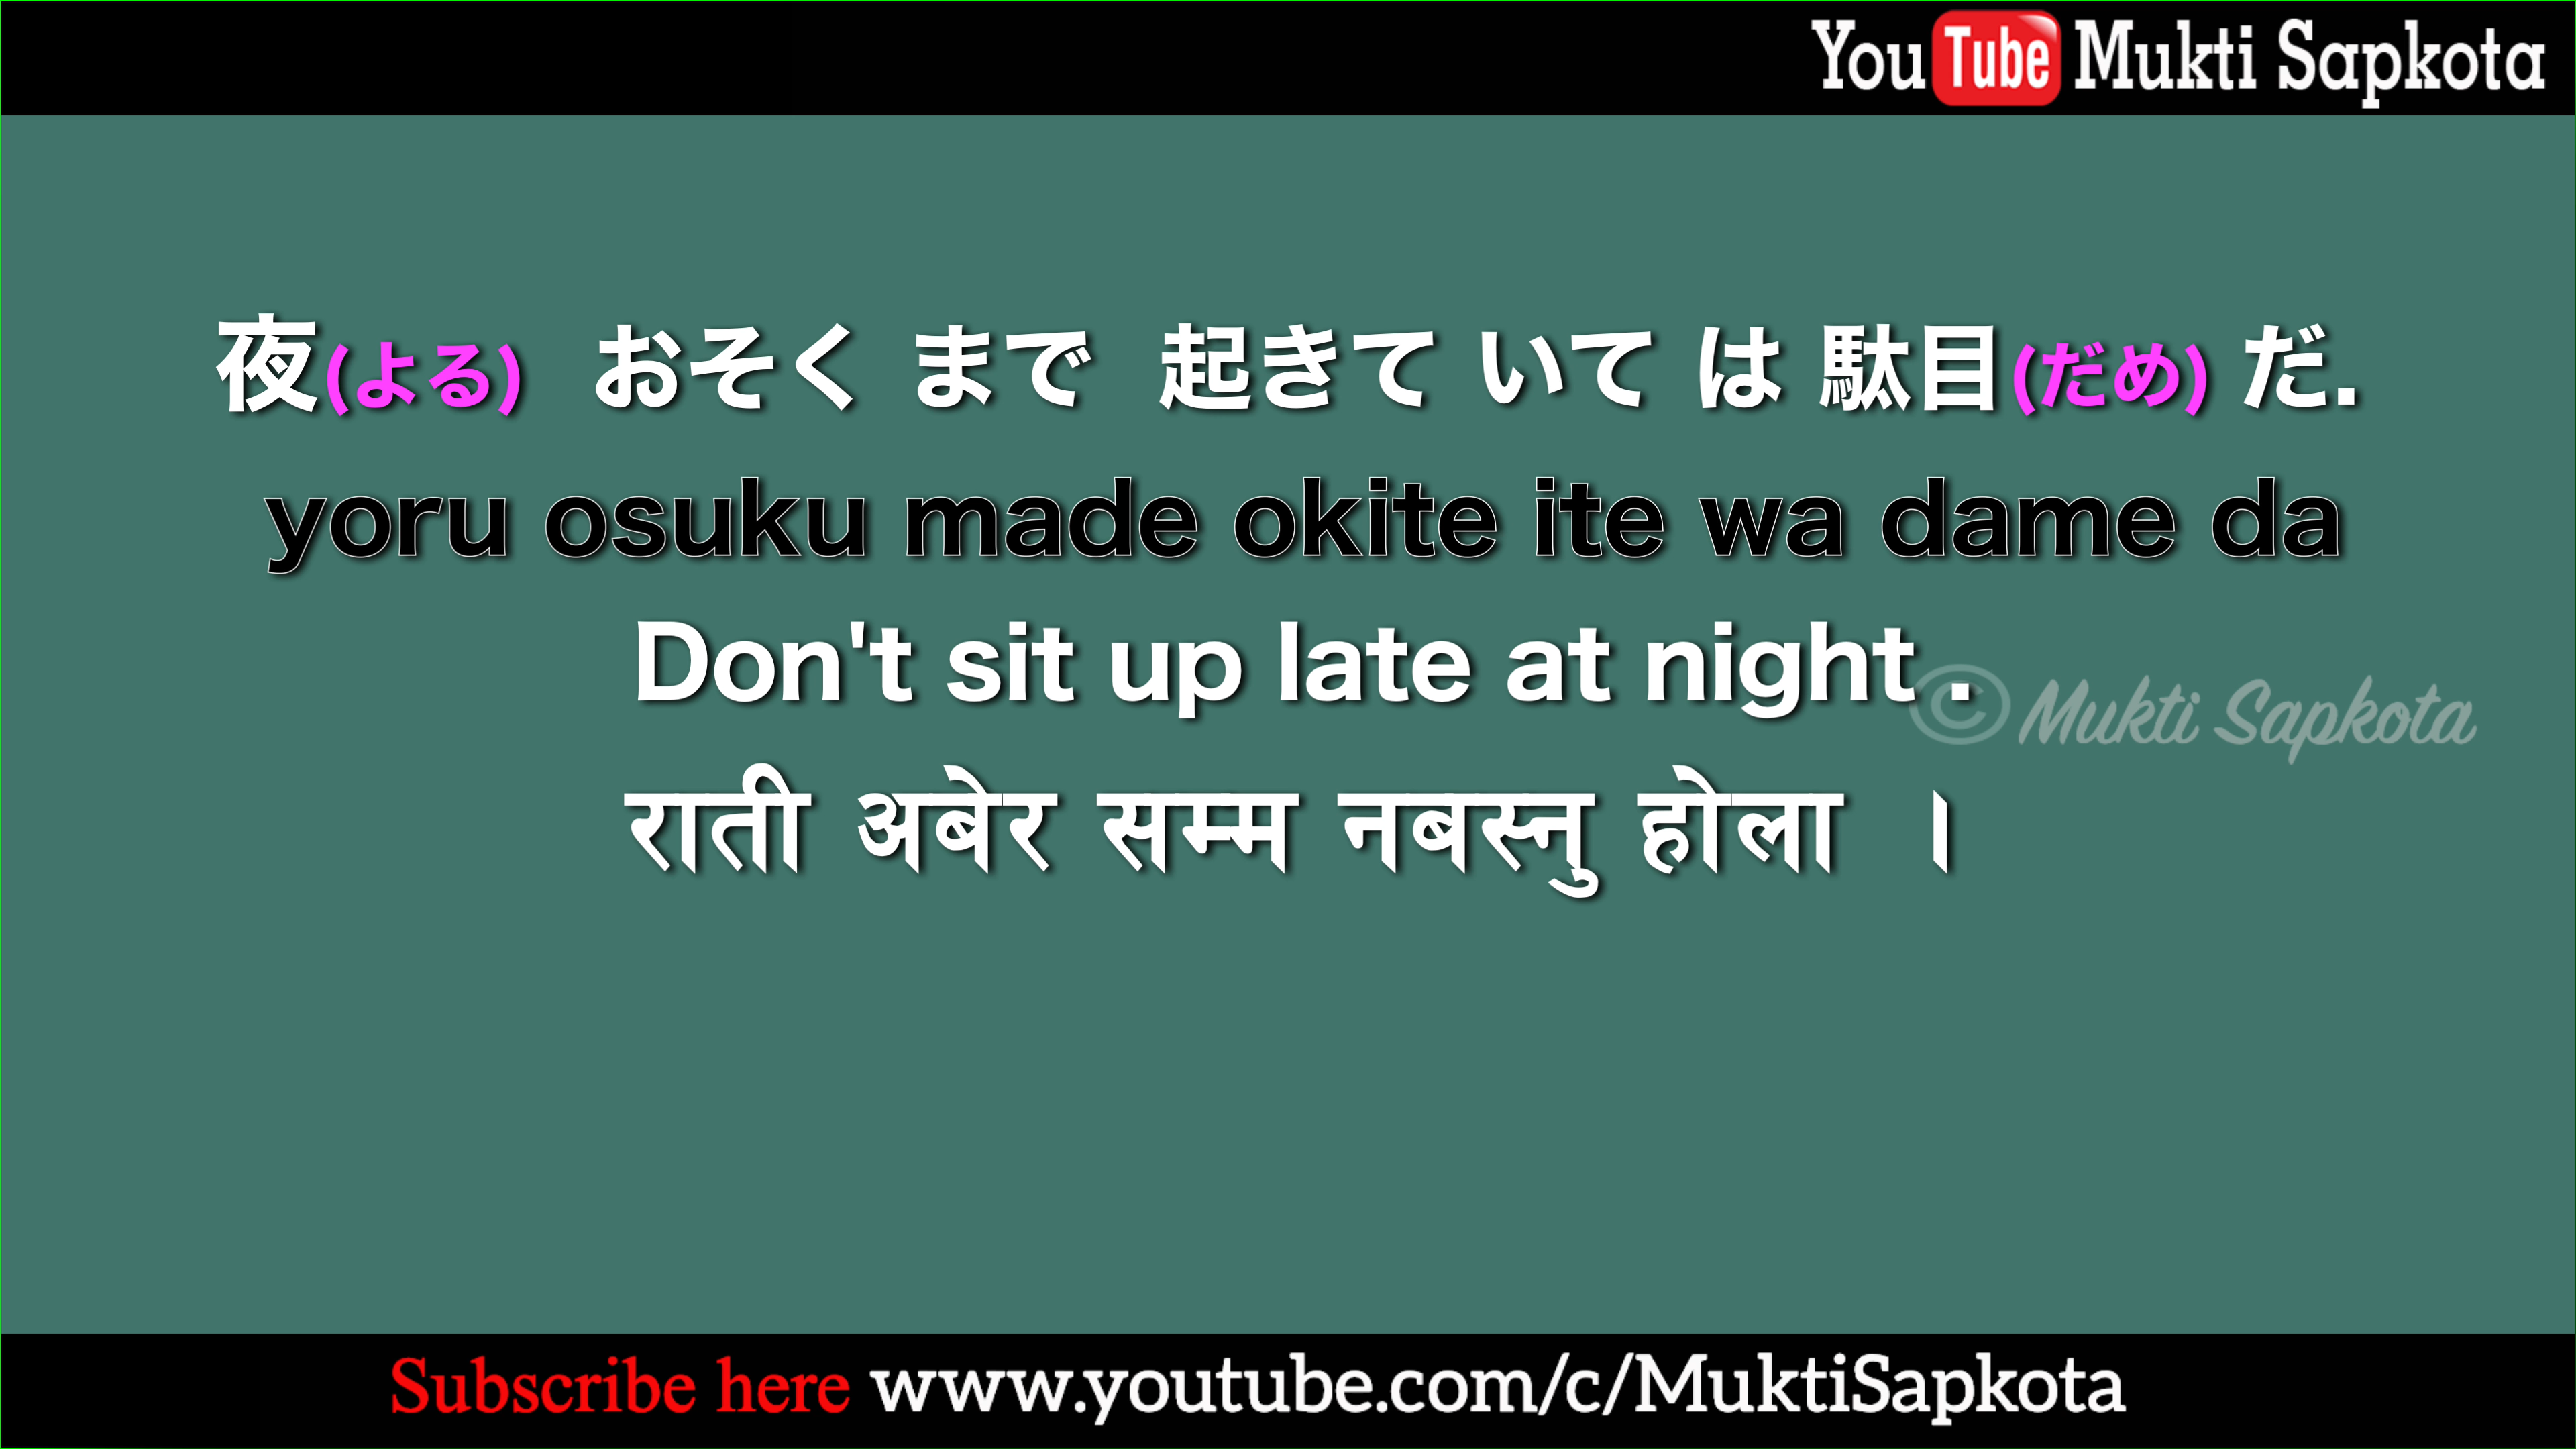 YouTube Mukti Sapkota
夜(よる) おそく まで 起きて いて は 駄目(だめ) だ.
yoru osuku made okite ite wa dame da
Don't sit up late at night .
© Mukti Sapkota
राती अबेर सम्म नबस्नु होला ।
Subscribe here www.youtube.com/c/MuktiSapkota